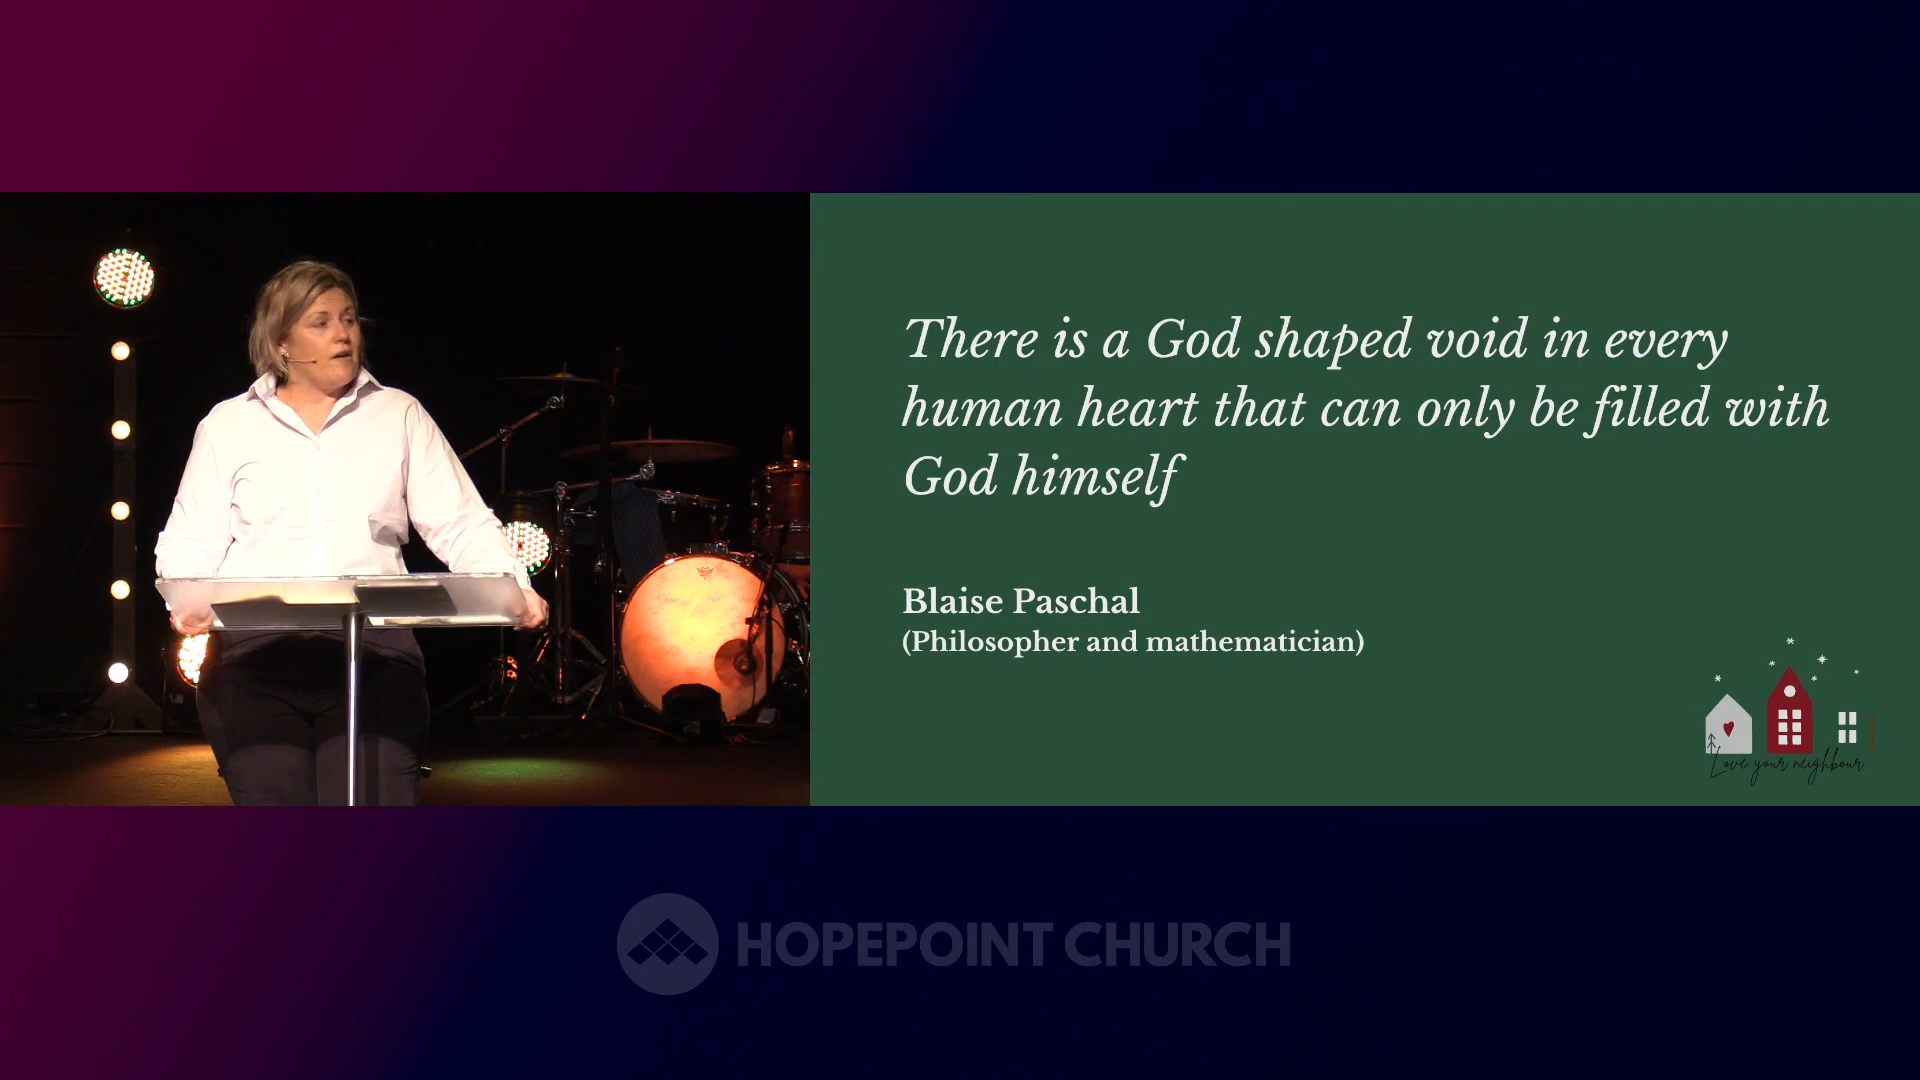 There is a God shaped void in every
human heart that can only be filled with
God himself
Blaise Paschal
(Philosopher and mathematician)
Love your neighbour
HOPEPOINT CHURCH